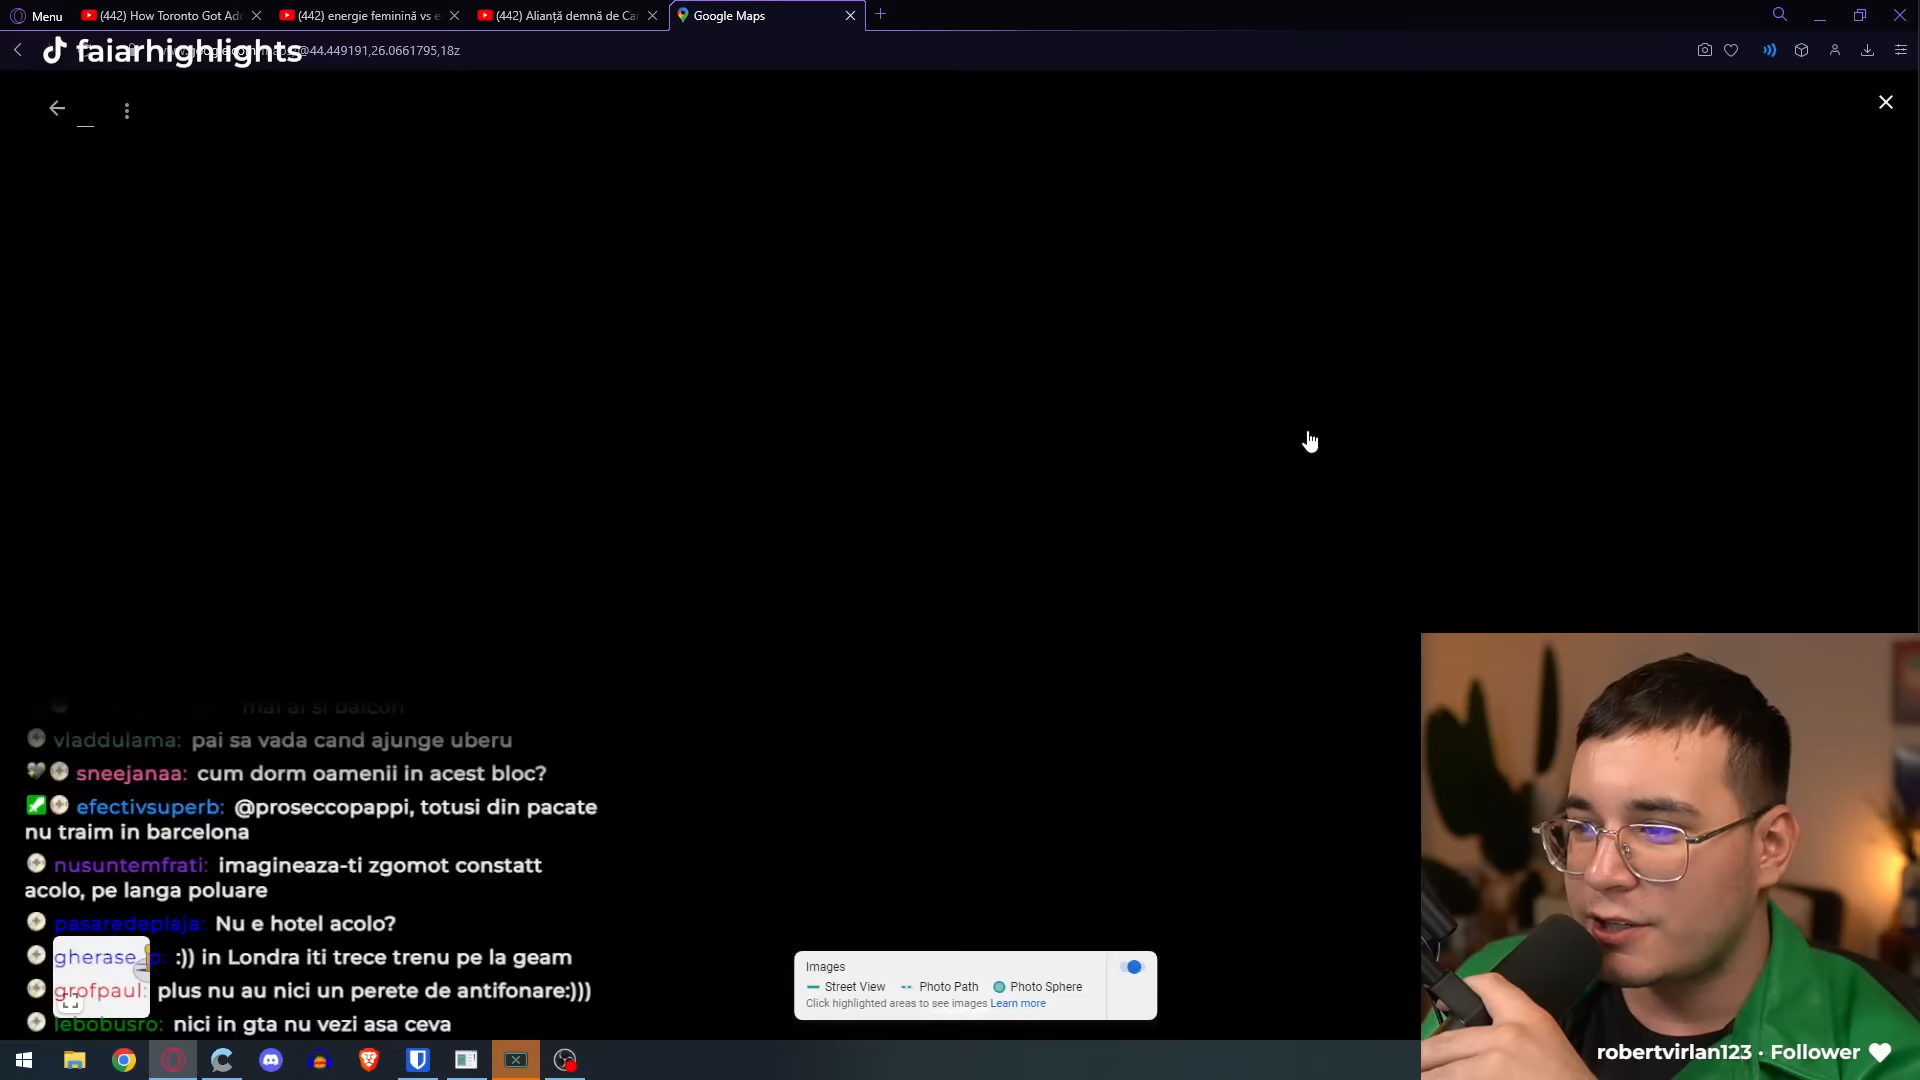 Menu
(442) How Toronto Got Ad
(442) energie feminină vs e
(442) Alianță demnă de Ca
Google Maps
faiarhighlights
@44.449191,26.0661795,18z
mai ai si balcon
vladdulama: pai sa vada cand ajunge uberu
sneejanaa: cum dorm oamenii in acest bloc?
efectivsuperb: @proseccopappi, totusi din pacate
nu traim in barcelona
nusuntemfrati: imagineaza-ti zgomot constatt
acolo, pe langa poluare
pasaredeplaja: Nu e hotel acolo?
:)) in Londra iti trece trenu pe la geam
grofpaul: plus nu au nici un perete de antifonare:)))
lebobusro: nici in gta nu vezi asa ceva
Images
Street View Photo Path Photo Sphere
Click highlighted areas to see images Learn more
robertvirlan123 · Follower